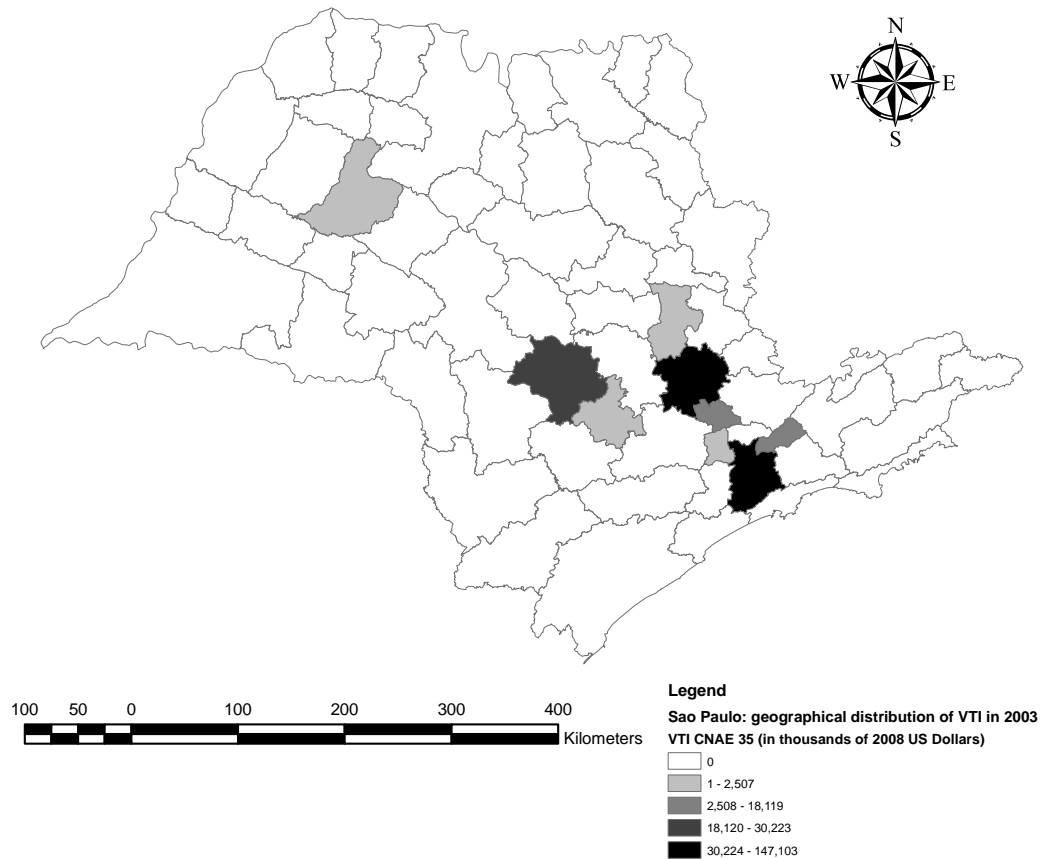 N
W E
S
100 50 0 100 200 300 400
Kilometers
Legend
Sao Paulo: geographical distribution of VTI in 2003
VTI CNAE 35 (in thousands of 2008 US Dollars)
0
1 - 2,507
2,508 - 18,119
18,120 - 30,223
30,224 - 147,103